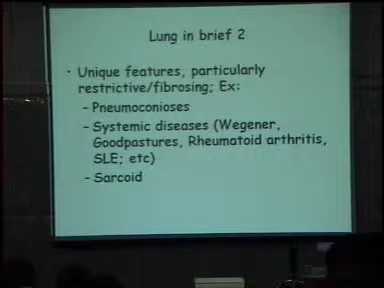 Lung in brief 2
• Unique features, particularly
restrictive/fibrosing; Ex:
– Pneumoconioses
– Systemic diseases (Wegener,
Goodpastures, Rheumatoid arthritis,
SLE; etc)
– Sarcoid